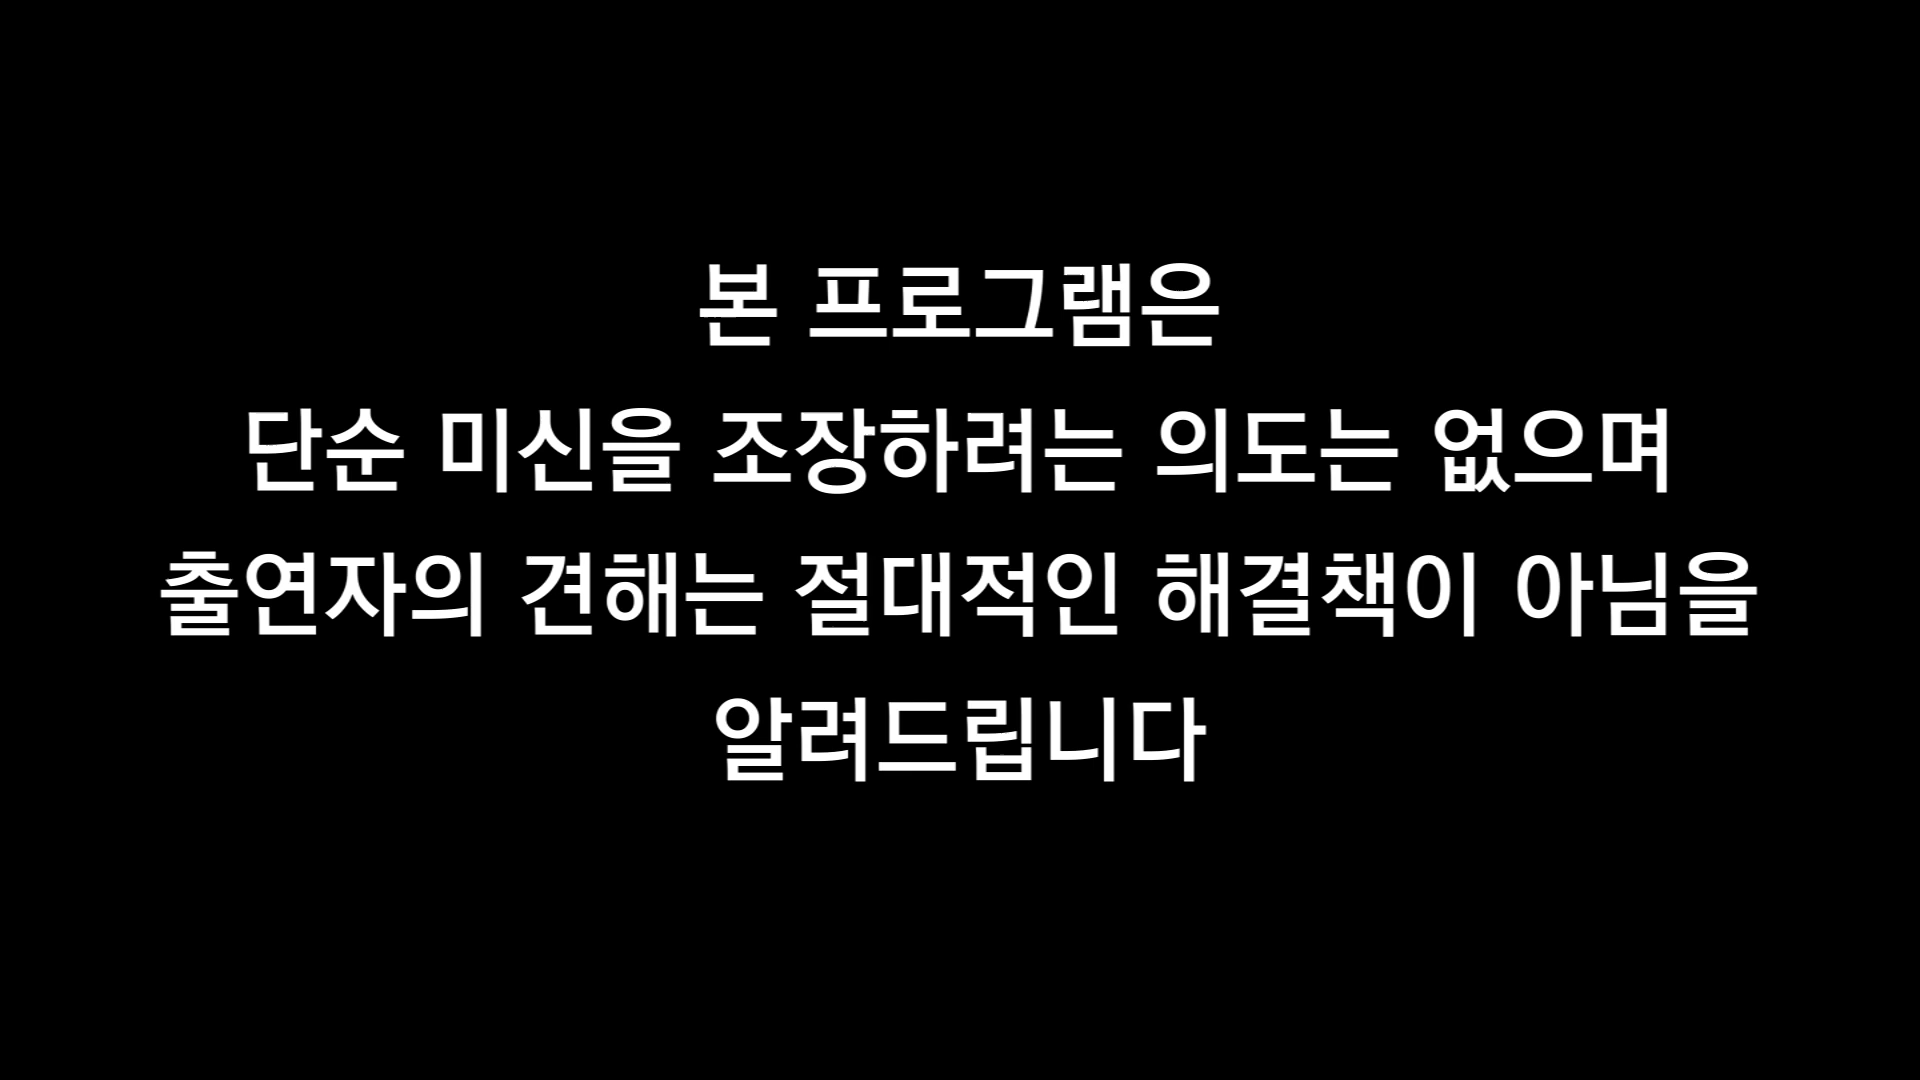 본 프로그램은
단순 미신을 조장하려는 의도는 없으며
출연자의 견해는 절대적인 해결책이 아님을
알려드립니다